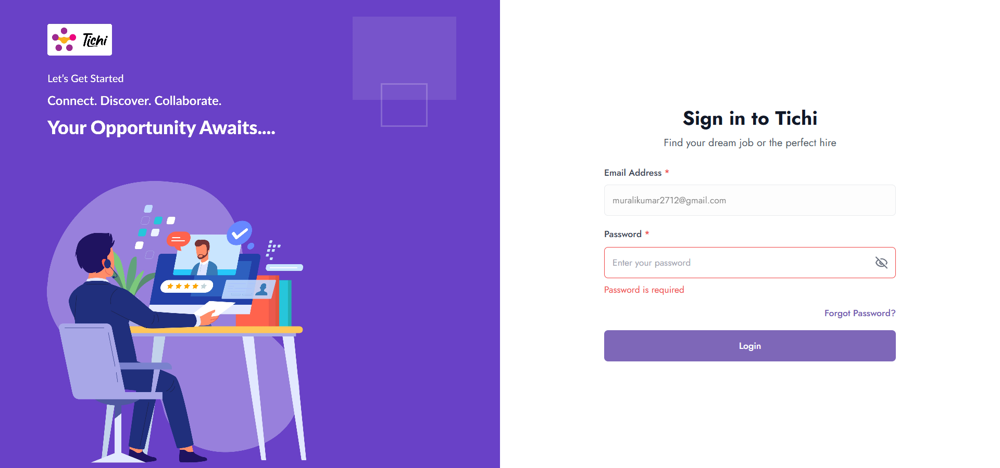 Tichi
Let's Get Started
Connect. Discover. Collaborate.
Your Opportunity Awaits....
Sign in to Tichi
Find your dream job or the perfect hire
Email Address *
muralikumar2712@gmail.com
Password *
Enter your password
Password is required
Forgot Password?
Login